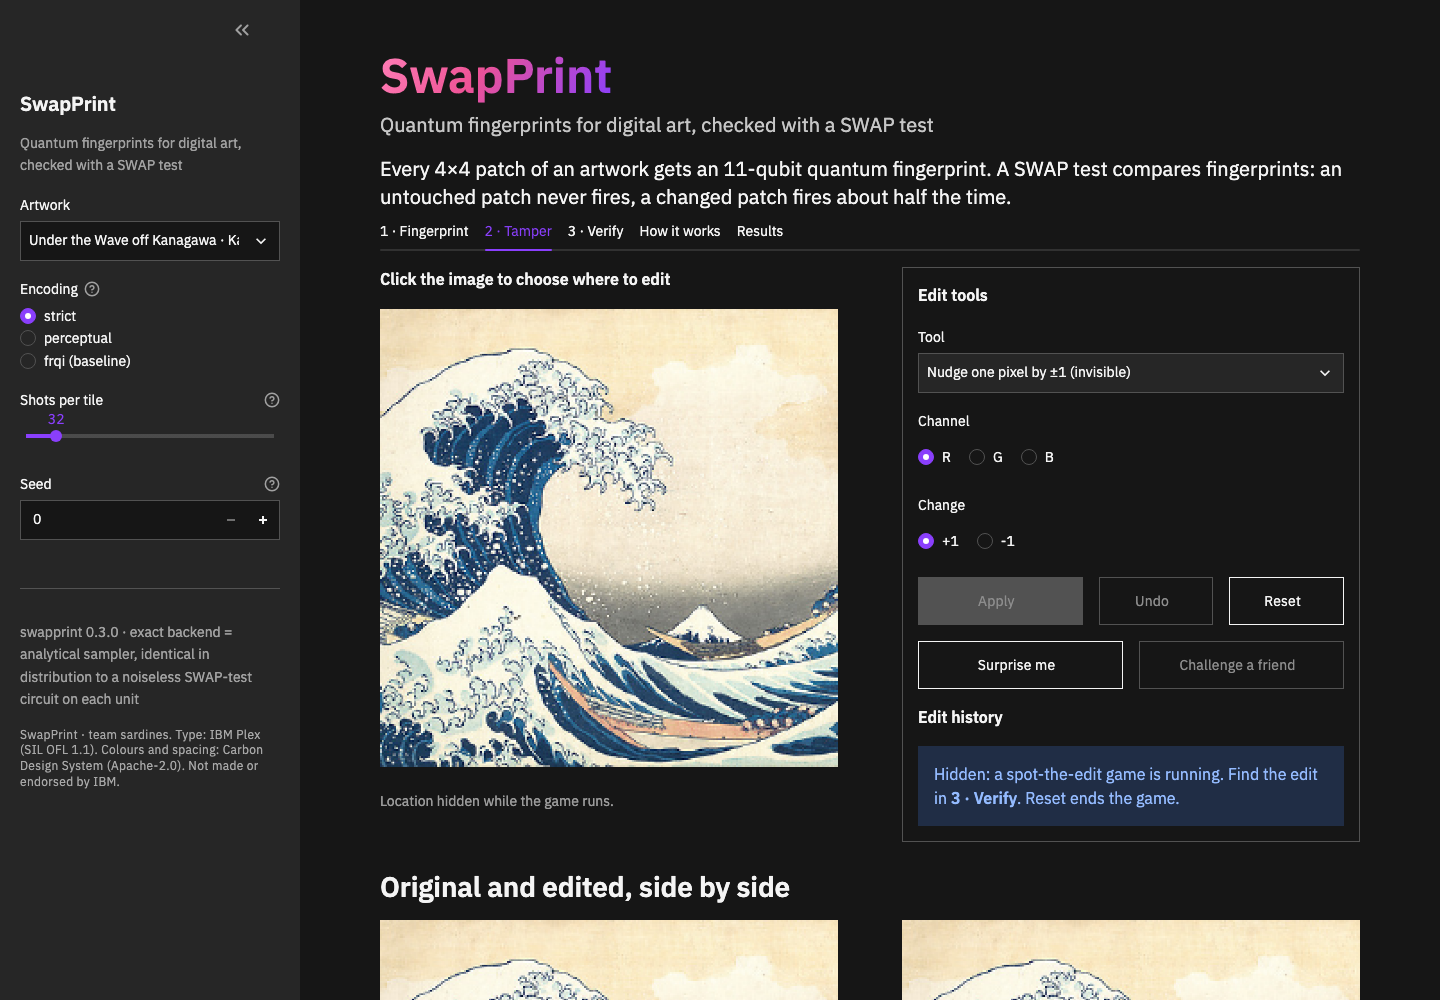 SwapPrint
Quantum fingerprints for digital art,
checked with a SWAP test
Artwork
Under the Wave off Kanagawa · Ka
Encoding
strict
perceptual
frqi (baseline)
Shots per tile
32
Seed
0
swapprint 0.3.0 · exact backend =
analytical sampler, identical in
distribution to a noiseless SWAP-test
circuit on each unit
SwapPrint · team sardines. Type: IBM Plex
(SIL OFL 1.1). Colours and spacing: Carbon
Design System (Apache-2.0). Not made or
endorsed by IBM.
SwapPrint
Quantum fingerprints for digital art, checked with a SWAP test
Every 4×4 patch of an artwork gets an 11-qubit quantum fingerprint. A SWAP test compares fingerprints: an
untouched patch never fires, a changed patch fires about half the time.
1 · Fingerprint 2 · Tamper 3 · Verify How it works Results
Click the image to choose where to edit
Location hidden while the game runs.
Edit tools
Tool
Nudge one pixel by ±1 (invisible)
Channel
R G B
Change
+1 -1
Apply Undo Reset
Surprise me Challenge a friend
Edit history
Hidden: a spot-the-edit game is running. Find the edit
in 3 · Verify. Reset ends the game.
Original and edited, side by side